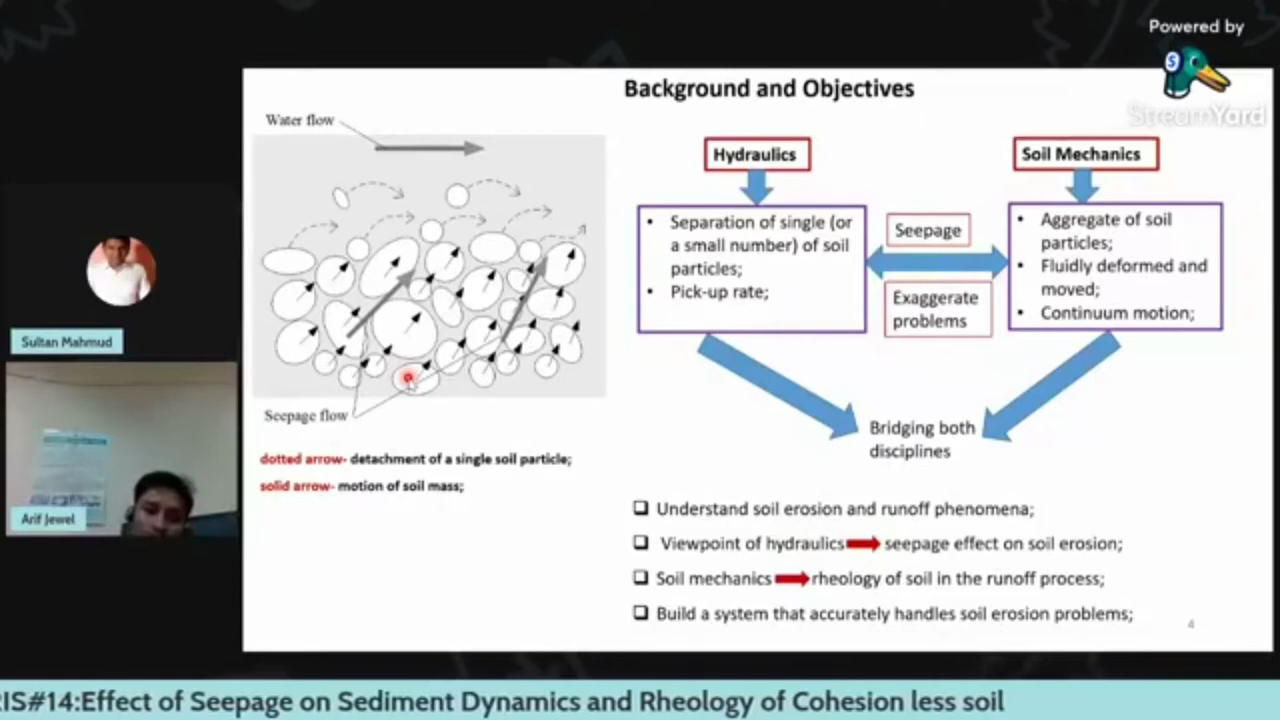 Powered by
StreamYard
Background and Objectives
Water flow
Seepage flow
dotted arrow- detachment of a single soil particle;
solid arrow- motion of soil mass;
Hydraulics
• Separation of single (or
a small number) of soil
particles;
• Pick-up rate;
Seepage
Exaggerate
problems
Soil Mechanics
• Aggregate of soil
particles;
• Fluidly deformed and
moved;
• Continuum motion;
Bridging both
disciplines
Understand soil erosion and runoff phenomena;
Viewpoint of hydraulics seepage effect on soil erosion;
Soil mechanics rheology of soil in the runoff process;
Build a system that accurately handles soil erosion problems;
4
Sultan Mahmud
Arif Jewel
RIS#14:Effect of Seepage on Sediment Dynamics and Rheology of Cohesion less soil